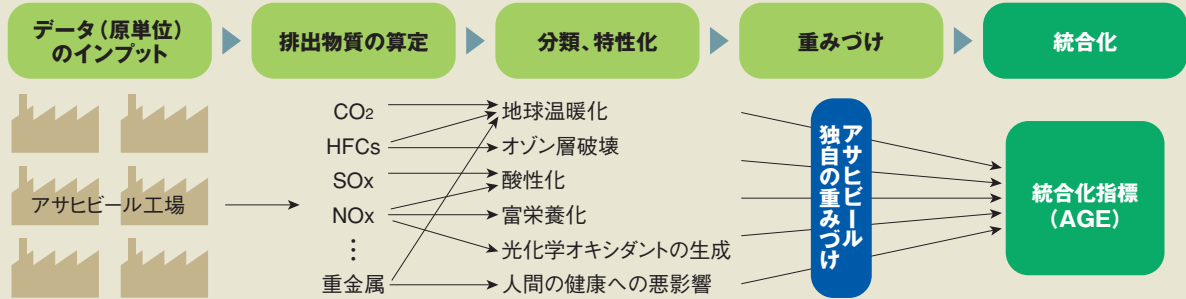 データ（原単位）
のインプット
排出物質の算定
分類、特性化
重みづけ
統合化
アサヒビール工場
CO2
HFCs
SOx
NOx
⋮
重金属
地球温暖化
オゾン層破壊
酸性化
富栄養化
光化学オキシダントの生成
人間の健康への悪影響
アサヒビール
独自の重みづけ
統合化指標
（AGE）